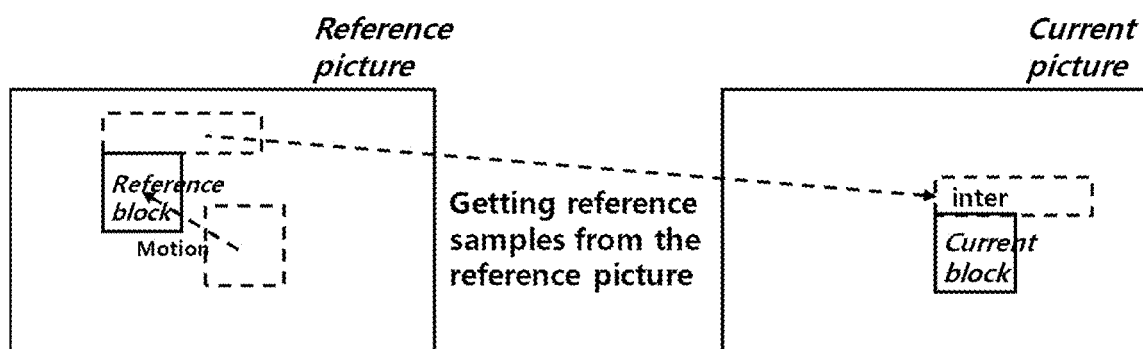 Reference
picture
Current
picture
Reference
block
Motion
Getting reference
samples from the
reference picture
inter
Current
block